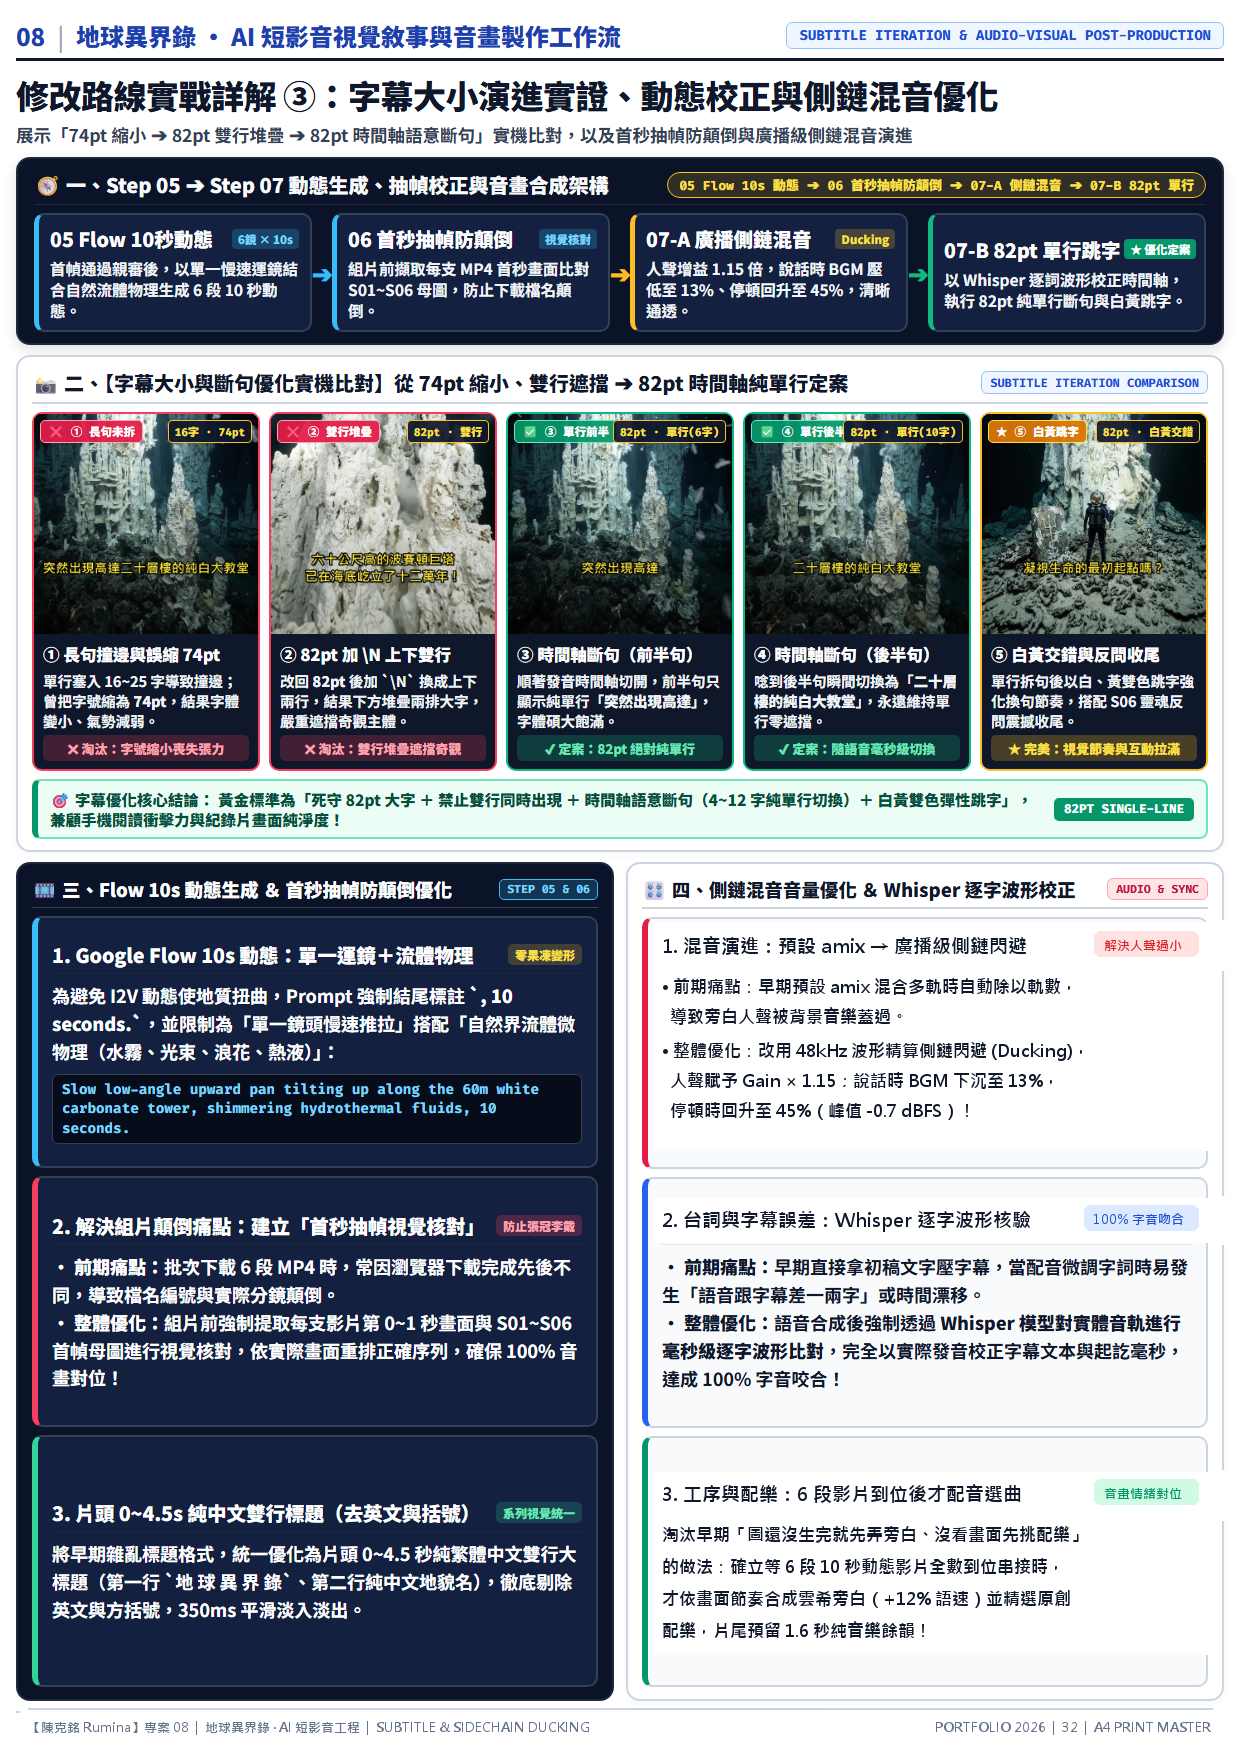 08 | 地球異界錄 · AI 短影音視覺敘事與音畫製作工作流
SUBTITLE ITERATION & AUDIO-VISUAL POST-PRODUCTION
修改路線實戰詳解 ③：字幕大小演進實證、動態校正與側鏈混音優化
展示「74pt 縮小 ➔ 82pt 雙行堆疊 ➔ 82pt 時間軸語意斷句」實機比對，以及首秒抽幀防顛倒與廣播級側鏈混音演進
🧭 一、Step 05 ➔ Step 07 動態生成、抽幀校正與音畫合成架構
05 Flow 10s 動態 ➔ 06 首秒抽幀防顛倒 ➔ 07-A 側鏈混音 ➔ 07-B 82pt 單行
05 Flow 10秒動態
6鏡 × 10s
首幀通過親審後，以單一慢速運鏡結
合自然流體物理生成 6 段 10 秒動
態。
➔
06 首秒抽幀防顛倒
視覺核對
組片前擷取每支 MP4 首秒畫面比對
S01~S06 母圖，防止下載檔名顛
倒。
➔
07-A 廣播側鏈混音
Ducking
人聲增益 1.15 倍，說話時 BGM 壓
低至 13%、停頓回升至 45%，清晰
通透。
➔
07-B 82pt 單行跳字
★ 優化定案
以 Whisper 逐詞波形校正時間軸，
執行 82pt 純單行斷句與白黃跳字。
📷 二、【字幕大小與斷句優化實機比對】從 74pt 縮小、雙行遮擋 ➔ 82pt 時間軸純單行定案
SUBTITLE ITERATION COMPARISON
❌ ① 長句未拆
16字 · 74pt
突然出現高達二十層樓的純白大教堂
① 長句撞邊與誤縮 74pt
單行塞入 16~25 字導致撞邊；
曾把字號縮為 74pt，結果字體
變小、氣勢減弱。
❌ 淘汰：字號縮小喪失張力
❌ ② 雙行堆疊
82pt · 雙行
六十公尺高的波賽頓巨塔
已在海底屹立了十二萬年！
② 82pt 加 \N 上下雙行
改回 82pt 後加 `\N` 換成上下
兩行，結果下方堆疊兩排大字，
嚴重遮擋奇觀主體。
❌ 淘汰：雙行堆疊遮擋奇觀
✅ ③ 單行前半
82pt · 單行(6字)
突然出現高達
③ 時間軸斷句（前半句）
順著發音時間軸切開，前半句只
顯示純單行「突然出現高達」，
字體碩大飽滿。
✓ 定案：82pt 絕對純單行
✅ ④ 單行後半
82pt · 單行(10字)
二十層樓的純白大教堂
④ 時間軸斷句（後半句）
唸到後半句瞬間切換為「二十層
樓的純白大教堂」，永遠維持單
行零遮擋。
✓ 定案：隨語音毫秒級切換
★ ⑤ 白黃跳字
82pt · 白黃交錯
凝視生命的最初起點嗎？
⑤ 白黃交錯與反問收尾
單行拆句後以白、黃雙色跳字強
化換句節奏，搭配 S06 靈魂反
問震撼收尾。
★ 完美：視覺節奏與互動拉滿
🎯 字幕優化核心結論： 黃金標準為「死守 82pt 大字 ＋ 禁止雙行同時出現 ＋ 時間軸語意斷句（4~12 字純單行切換）＋ 白黃雙色彈性跳字」，
兼顧手機閱讀衝擊力與紀錄片畫面純淨度！
82PT SINGLE-LINE
🎞️ 三、Flow 10s 動態生成 & 首秒抽幀防顛倒優化
STEP 05 & 06
1. Google Flow 10s 動態：單一運鏡＋流體物理
零果凍變形
為避免 I2V 動態使地質扭曲，Prompt 強制結尾標註 `, 10
seconds.`，並限制為「單一鏡頭慢速推拉」搭配「自然界流體微
物理（水霧、光束、浪花、熱液）」：
Slow low-angle upward pan tilting up along the 60m white
carbonate tower, shimmering hydrothermal fluids, 10
seconds.
2. 解決組片顛倒痛點：建立「首秒抽幀視覺核對」
防止張冠李戴
· 前期痛點：批次下載 6 段 MP4 時，常因瀏覽器下載完成先後不
同，導致檔名編號與實際分鏡顛倒。
· 整體優化：組片前強制提取每支影片第 0~1 秒畫面與 S01~S06
首幀母圖進行視覺核對，依實際畫面重排正確序列，確保 100% 音
畫對位！
3. 片頭 0~4.5s 純中文雙行標題（去英文與括號）
系列視覺統一
將早期雜亂標題格式，統一優化為片頭 0~4.5 秒純繁體中文雙行大
標題（第一行 `地 球 異 界 錄`、第二行純中文地貌名），徹底剔除
英文與方括號，350ms 平滑淡入淡出。
🎛️ 四、側鏈混音音量優化 & Whisper 逐字波形校正
AUDIO & SYNC
1. 混音演進：預設 amix → 廣播級側鏈閃避
解決人聲過小
• 前期痛點：早期預設 amix 混合多軌時自動除以軌數，
導致旁白人聲被背景音樂蓋過。
• 整體優化：改用 48kHz 波形精算側鏈閃避 (Ducking)，
人聲賦予 Gain × 1.15；說話時 BGM 下沉至 13%，
停頓時回升至 45%（峰值 -0.7 dBFS）！
2. 台詞與字幕誤差：Whisper 逐字波形核驗
100% 字音吻合
· 前期痛點：早期直接拿初稿文字壓字幕，當配音微調字詞時易發
生「語音跟字幕差一兩字」或時間漂移。
· 整體優化：語音合成後強制透過 Whisper 模型對實體音軌進行
毫秒級逐字波形比對，完全以實際發音校正字幕文本與起訖毫秒，
達成 100% 字音咬合！
3. 工序與配樂：6 段影片到位後才配音選曲
音畫情緒對位
淘汰早期「圖還沒生完就先弄旁白、沒看畫面先挑配樂」
的做法：確立等 6 段 10 秒動態影片全數到位串接時，
才依畫面節奏合成雲希旁白（+12% 語速）並精選原創
配樂，片尾預留 1.6 秒純音樂餘韻！
【陳克銘 Rumina】專案 08 | 地球異界錄 · AI 短影音工程 | SUBTITLE & SIDECHAIN DUCKING
PORTFOLIO 2026 | 32 | A4 PRINT MASTER